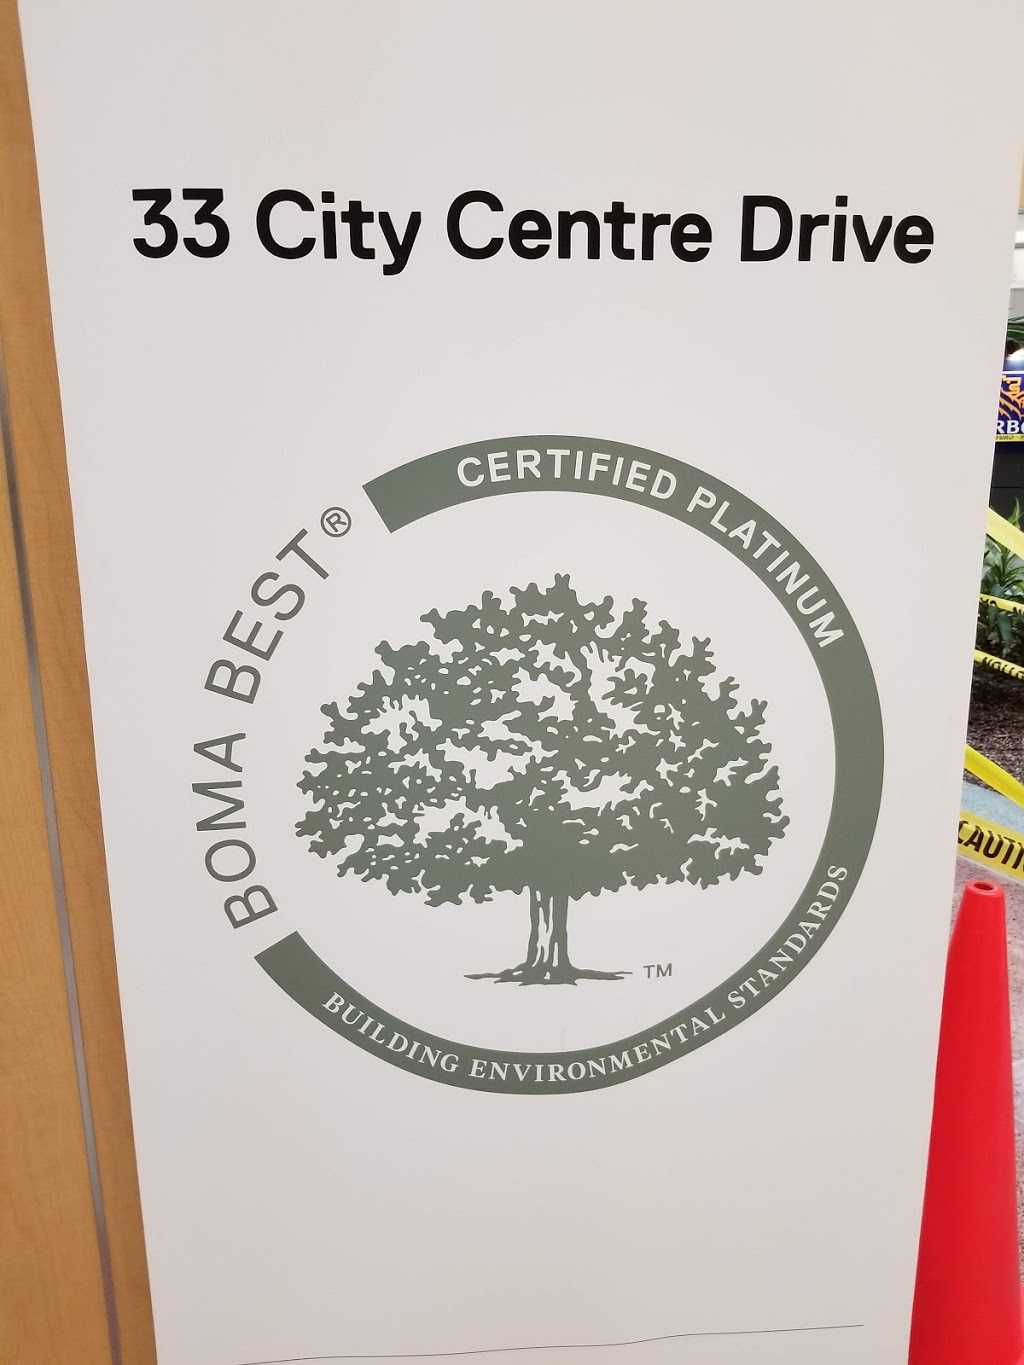 33 City Centre Drive
BOMA BEST®
CERTIFIED PLATINUM
BUILDING ENVIRONMENTAL STANDARDS
TM